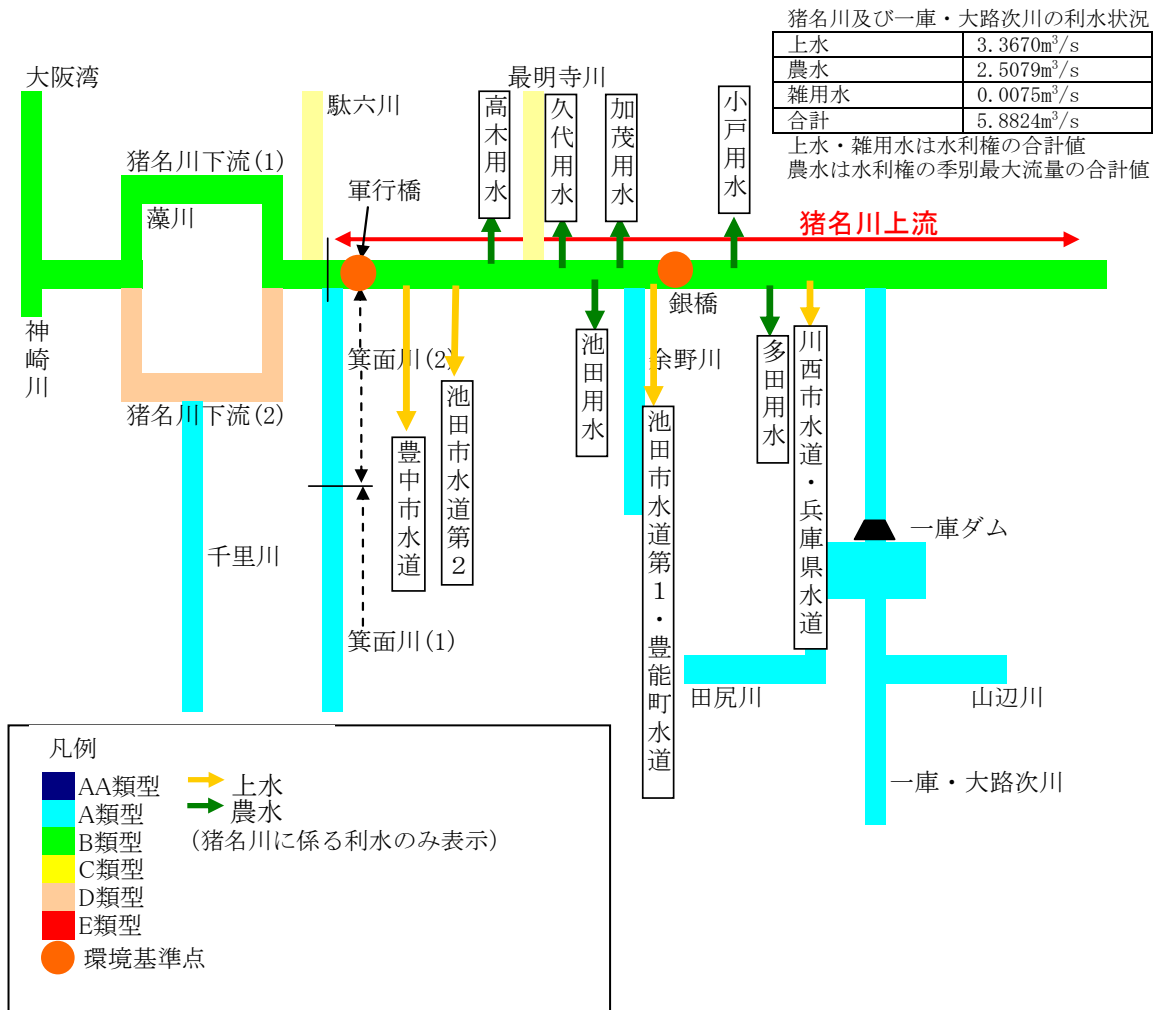 猪名川及び一庫・大路次川の利水状況
上水 3.3670m³/s
農水 2.5079m³/s
雑用水 0.0075m³/s
合計 5.8824m³/s
上水・雑用水は水利権の合計値
農水は水利権の季別最大流量の合計値
大阪湾
駄六川
最明寺川
高木用水
久代用水
加茂用水
小戸用水
猪名川下流(1)
藻川
軍行橋
猪名川上流
銀橋
神崎川
箕面川(2)
余野川
池田用水
多田用水
川西市水道・兵庫県水道
池田市水道第2
豊中市水道
池田市水道第1・豊能町水道
猪名川下流(2)
千里川
一庫ダム
箕面川(1)
田尻川
山辺川
一庫・大路次川
凡例
AA類型
A類型
B類型
C類型
D類型
E類型
環境基準点
上水
農水
(猪名川に係る利水のみ表示)